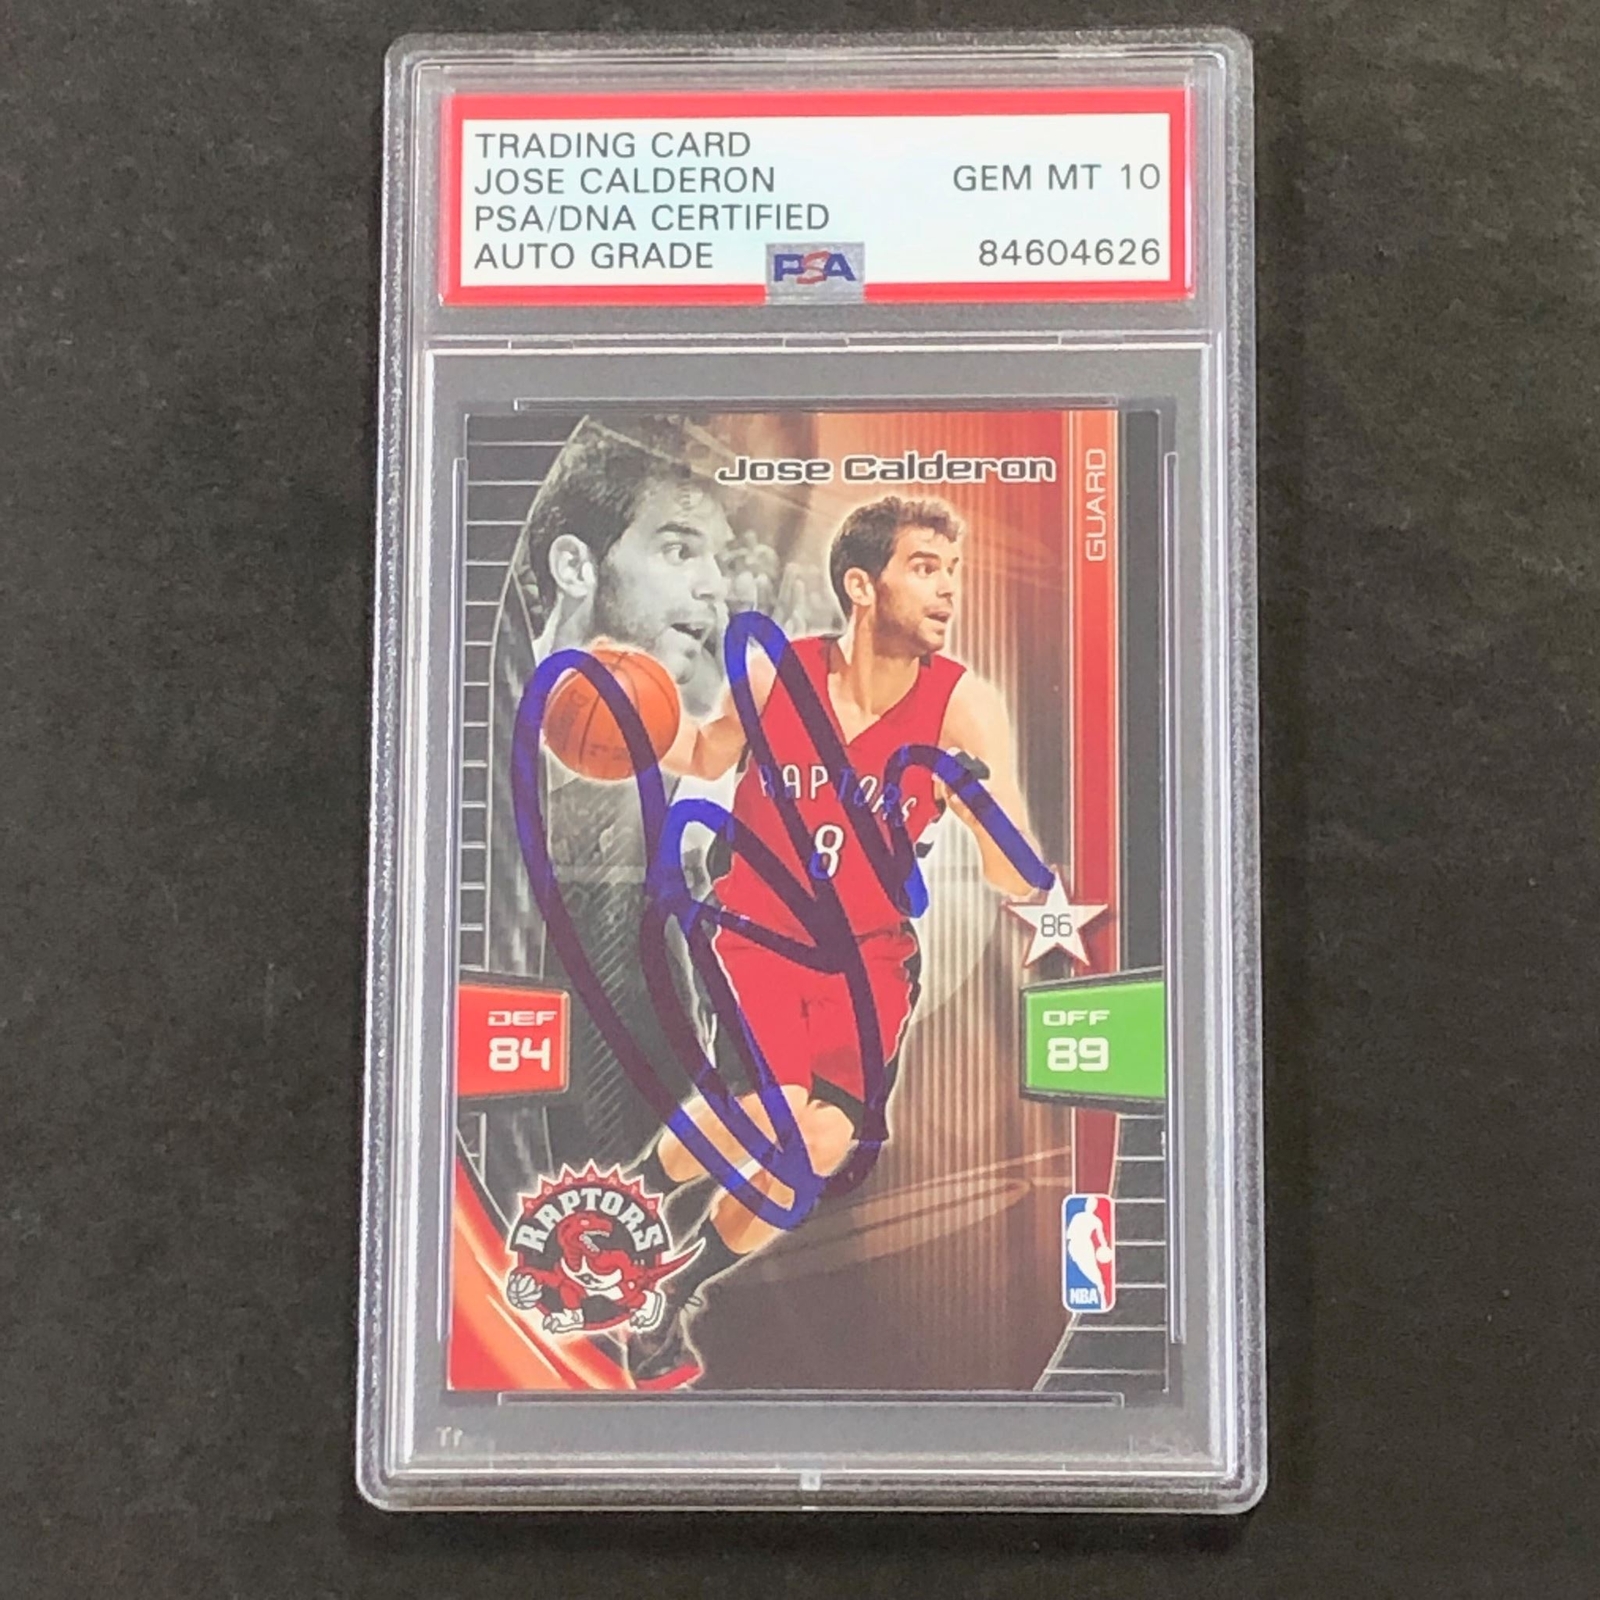 TRADING CARD
JOSE CALDERON
PSA/DNA CERTIFIED
AUTO GRADE
GEM MT 10
84604626
PSA
Jose Calderon
GUARD
RAPTORS
8
86
DEF
84
OFF
89
RAPTORS
NBA